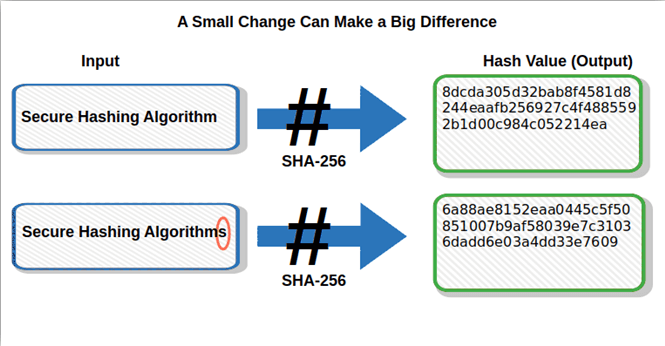 A Small Change Can Make a Big Difference
Input
Hash Value (Output)
Secure Hashing Algorithm
#
SHA-256
8dcda305d32bab8f4581d8
244eaafb256927c4f488559
2b1d00c984c052214ea
Secure Hashing Algorithms
#
SHA-256
6a88ae8152eaa0445c5f50
851007b9af58039e7c3103
6dadd6e03a4dd33e7609